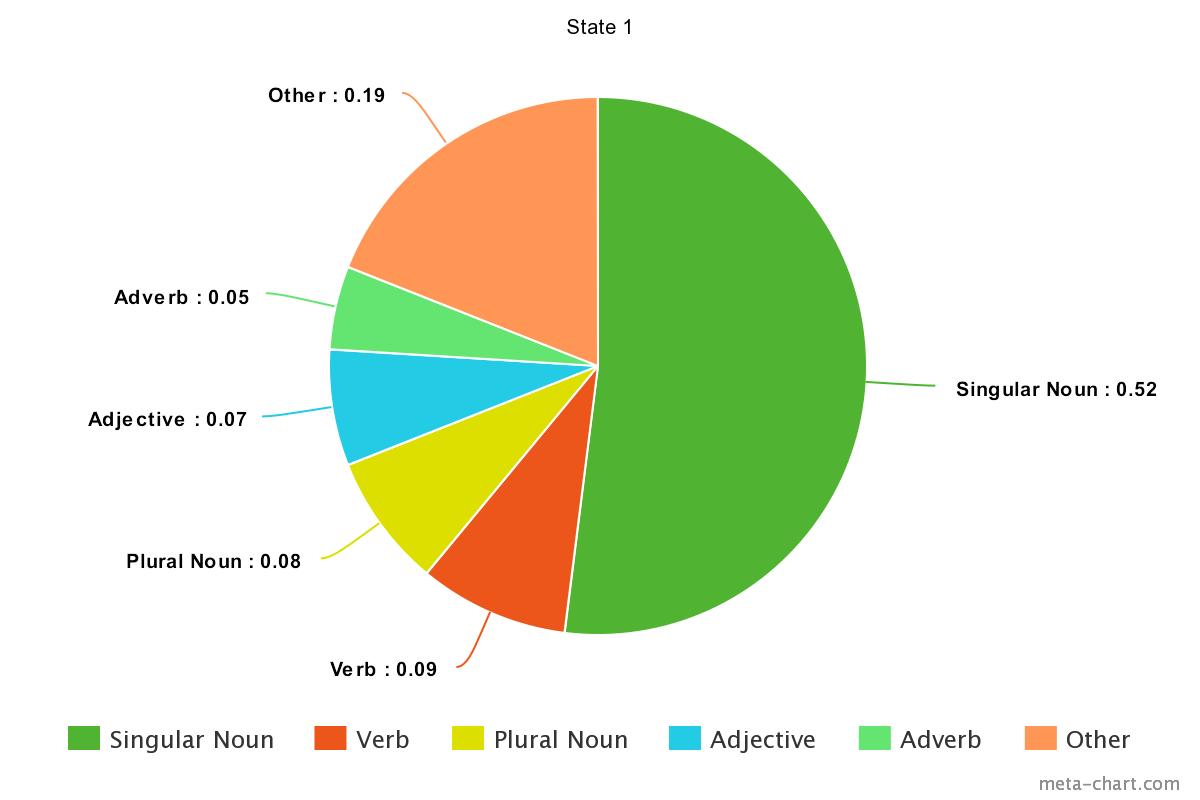 State 1
Other : 0.19
Adverb : 0.05
Singular Noun : 0.52
Adjective : 0.07
Plural Noun : 0.08
Verb : 0.09
Singular Noun Verb Plural Noun Adjective Adverb Other
meta-chart.com